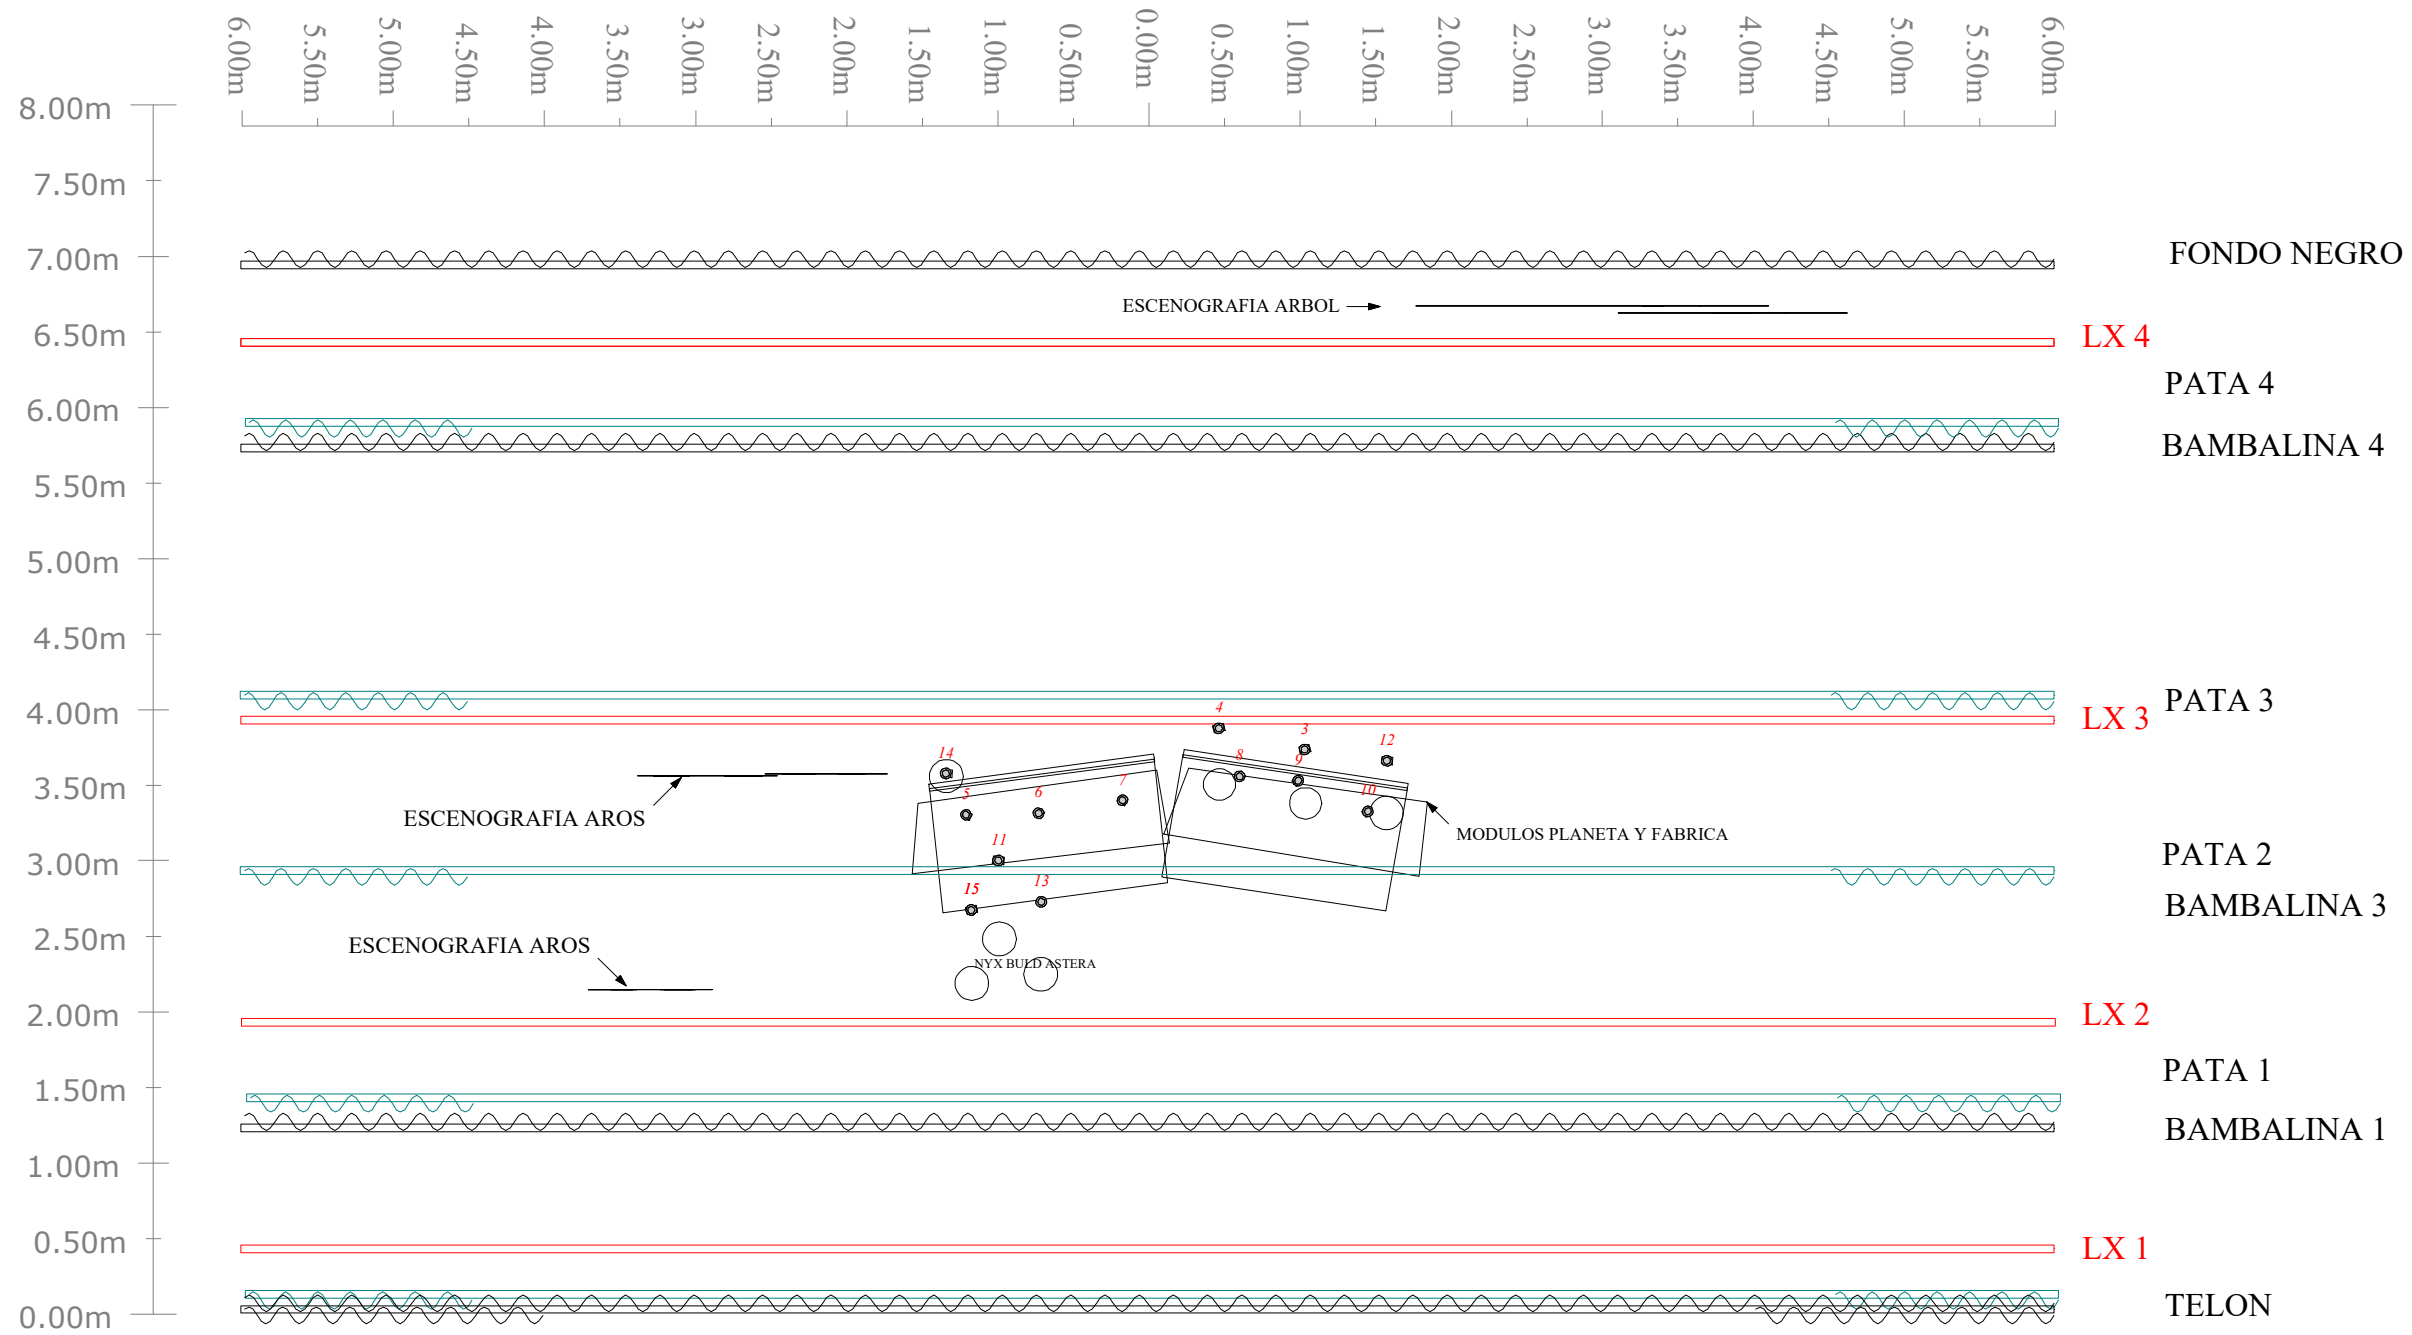 6.00m 5.50m 5.00m 4.50m 4.00m 3.50m 3.00m 2.50m 2.00m 1.50m 1.00m 0.50m 0.00m 0.50m 1.00m 1.50m 2.00m 2.50m 3.00m 3.50m 4.00m 4.50m 5.00m 5.50m 6.00m
8.00m
7.50m
7.00m
FONDO NEGRO
ESCENOGRAFIA ARBOL
6.50m
LX 4
PATA 4
6.00m
BAMBALINA 4
5.50m
5.00m
4.50m
4.00m
PATA 3
LX 3
4
3
12
14
8
9
3.50m
7
5
6
10
ESCENOGRAFIA AROS
MODULOS PLANETA Y FABRICA
11
3.00m
PATA 2
15
13
BAMBALINA 3
2.50m
ESCENOGRAFIA AROS
NYX BULD ASTERA
2.00m
LX 2
1.50m
PATA 1
BAMBALINA 1
1.00m
0.50m
LX 1
0.00m
TELON